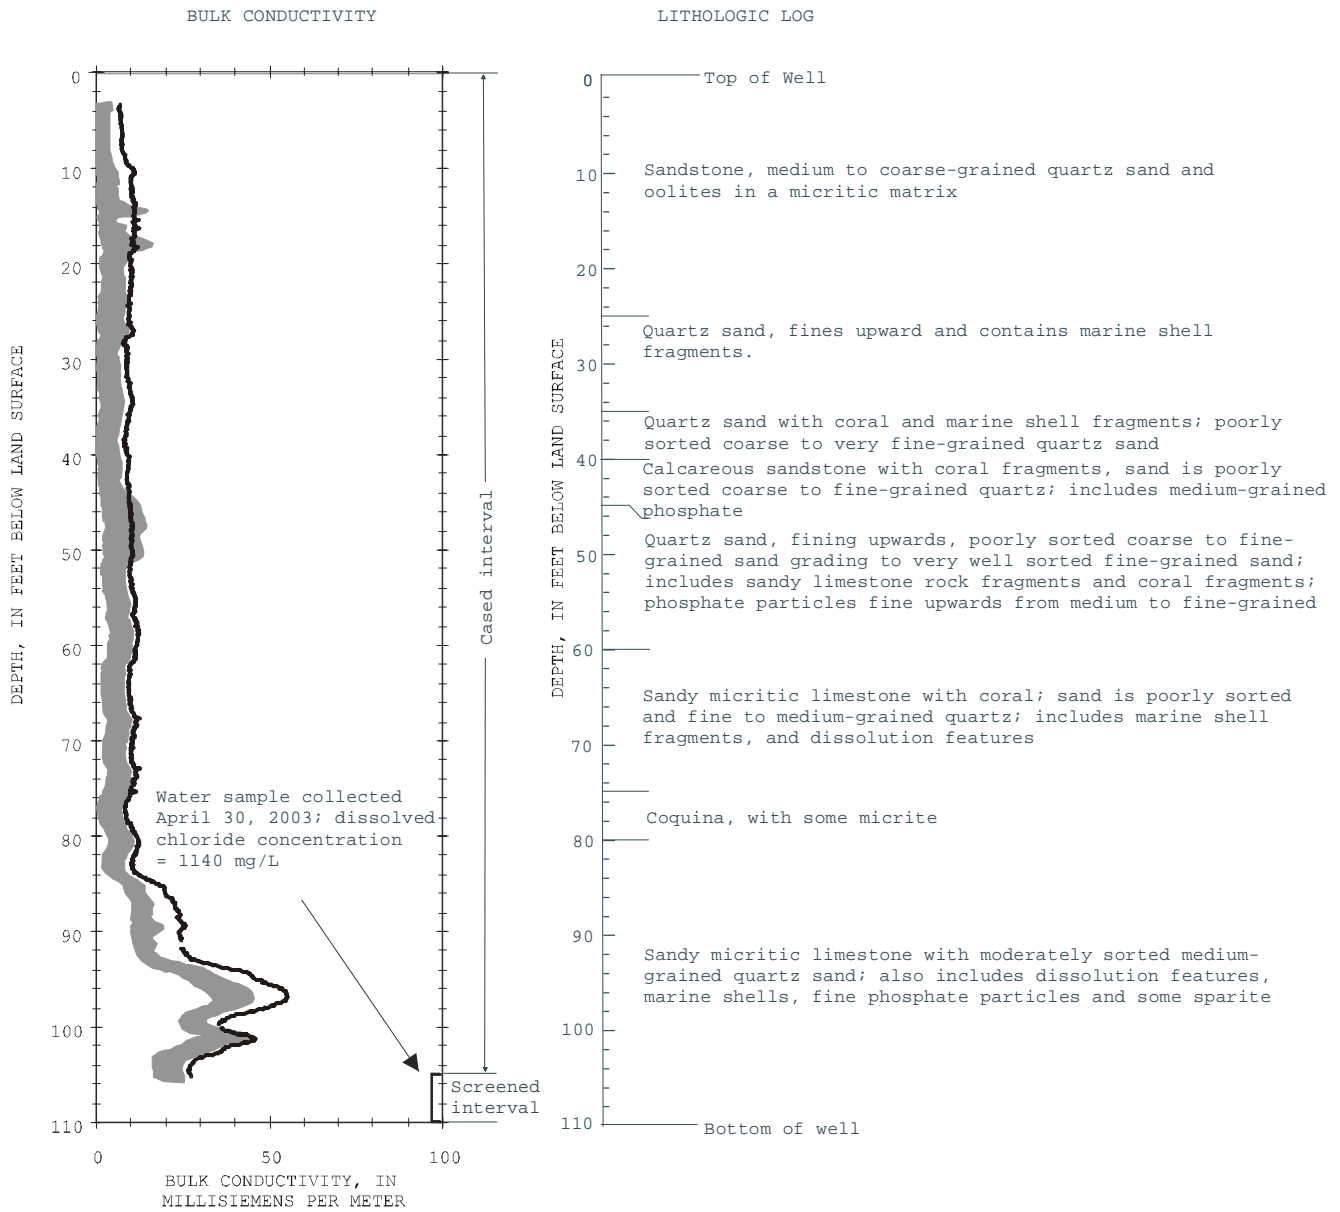 BULK CONDUCTIVITY
LITHOLOGIC LOG
DEPTH, IN FEET BELOW LAND SURFACE
0
10
20
30
40
50
60
70
80
90
100
110
Water sample collected
April 30, 2003; dissolved
chloride concentration
= 1140 mg/L
Cased interval
Screened
interval
0
50
100
BULK CONDUCTIVITY, IN
MILLISIEMENS PER METER
DEPTH, IN FEET BELOW LAND SURFACE
0
10
20
30
40
50
60
70
80
90
100
110
Top of Well
Sandstone, medium to coarse-grained quartz sand and
oolites in a micritic matrix
Quartz sand, fines upward and contains marine shell
fragments.
Quartz sand with coral and marine shell fragments; poorly
sorted coarse to very fine-grained quartz sand
Calcareous sandstone with coral fragments, sand is poorly
sorted coarse to fine-grained quartz; includes medium-grained
phosphate
Quartz sand, fining upwards, poorly sorted coarse to fine-
grained sand grading to very well sorted fine-grained sand;
includes sandy limestone rock fragments and coral fragments;
phosphate particles fine upwards from medium to fine-grained
Sandy micritic limestone with coral; sand is poorly sorted
and fine to medium-grained quartz; includes marine shell
fragments, and dissolution features
Coquina, with some micrite
Sandy micritic limestone with moderately sorted medium-
grained quartz sand; also includes dissolution features,
marine shells, fine phosphate particles and some sparite
Bottom of well